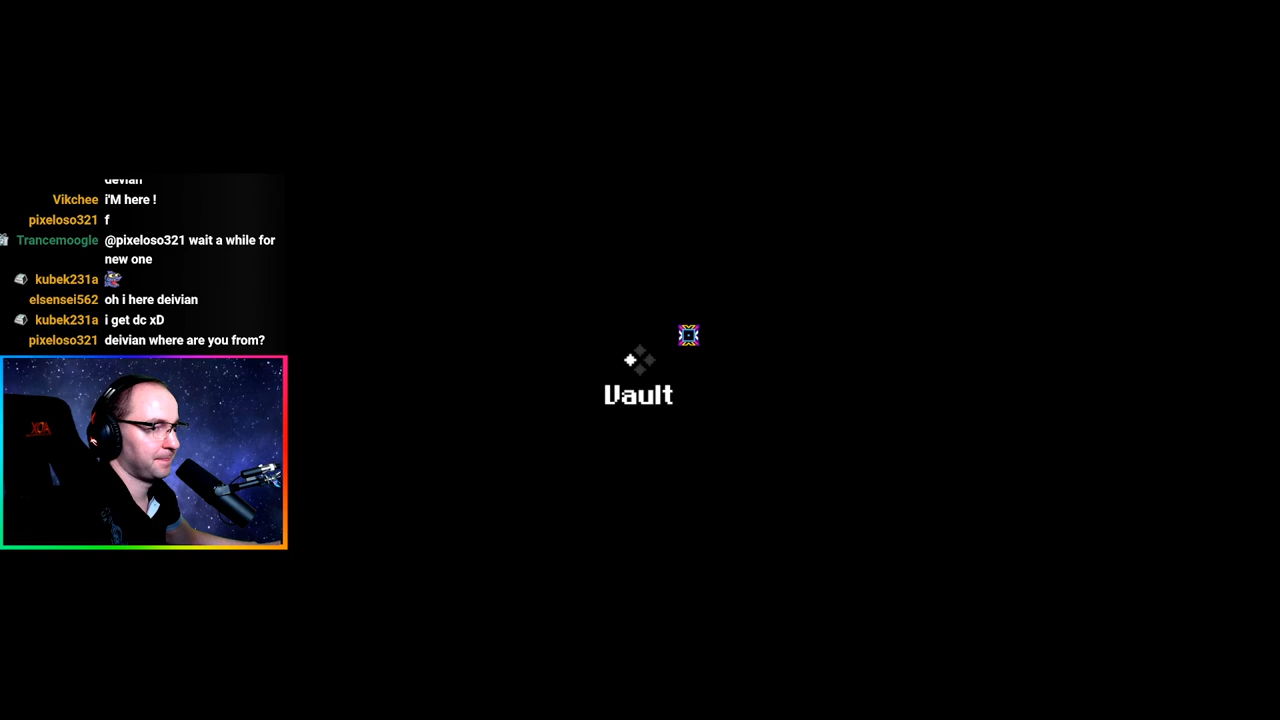 devian
Vikchee i'M here !
pixeloso321 f
Trancemoogle @pixeloso321 wait a while for
new one
kubek231a
elsensei562 oh i here deivian
kubek231a i get dc xD
pixeloso321 deivian where are you from?
Vault